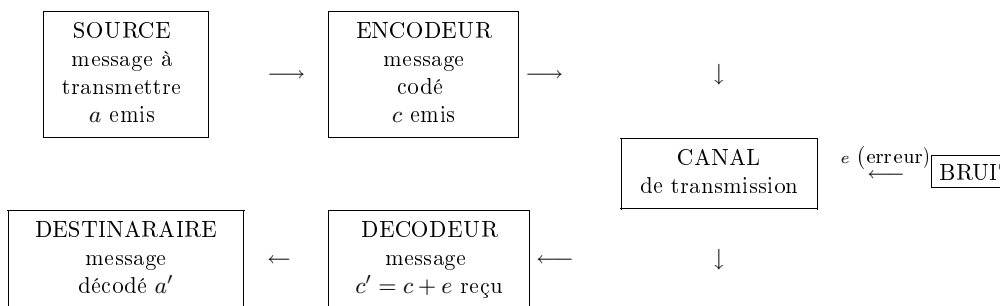 SOURCE
message à
transmettre
a emis
⟶
ENCODEUR
message
codé
c emis
⟶
↓
CANAL
de transmission
e (erreur)
⟵
BRUIT
DESTINARAIRE
message
décodé a′
←
DECODEUR
message
c′ = c + e reçu
⟵
↓